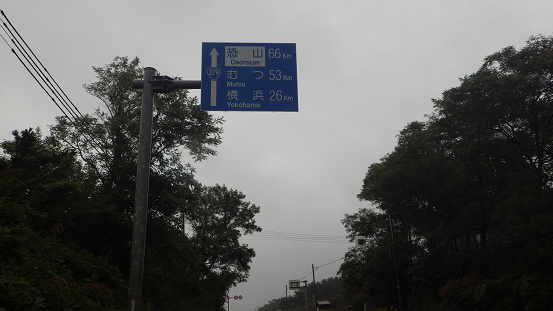 恐山 66Km
Osorezan
279
むつ 53Km
Mutsu
横浜 26Km
Yokohama